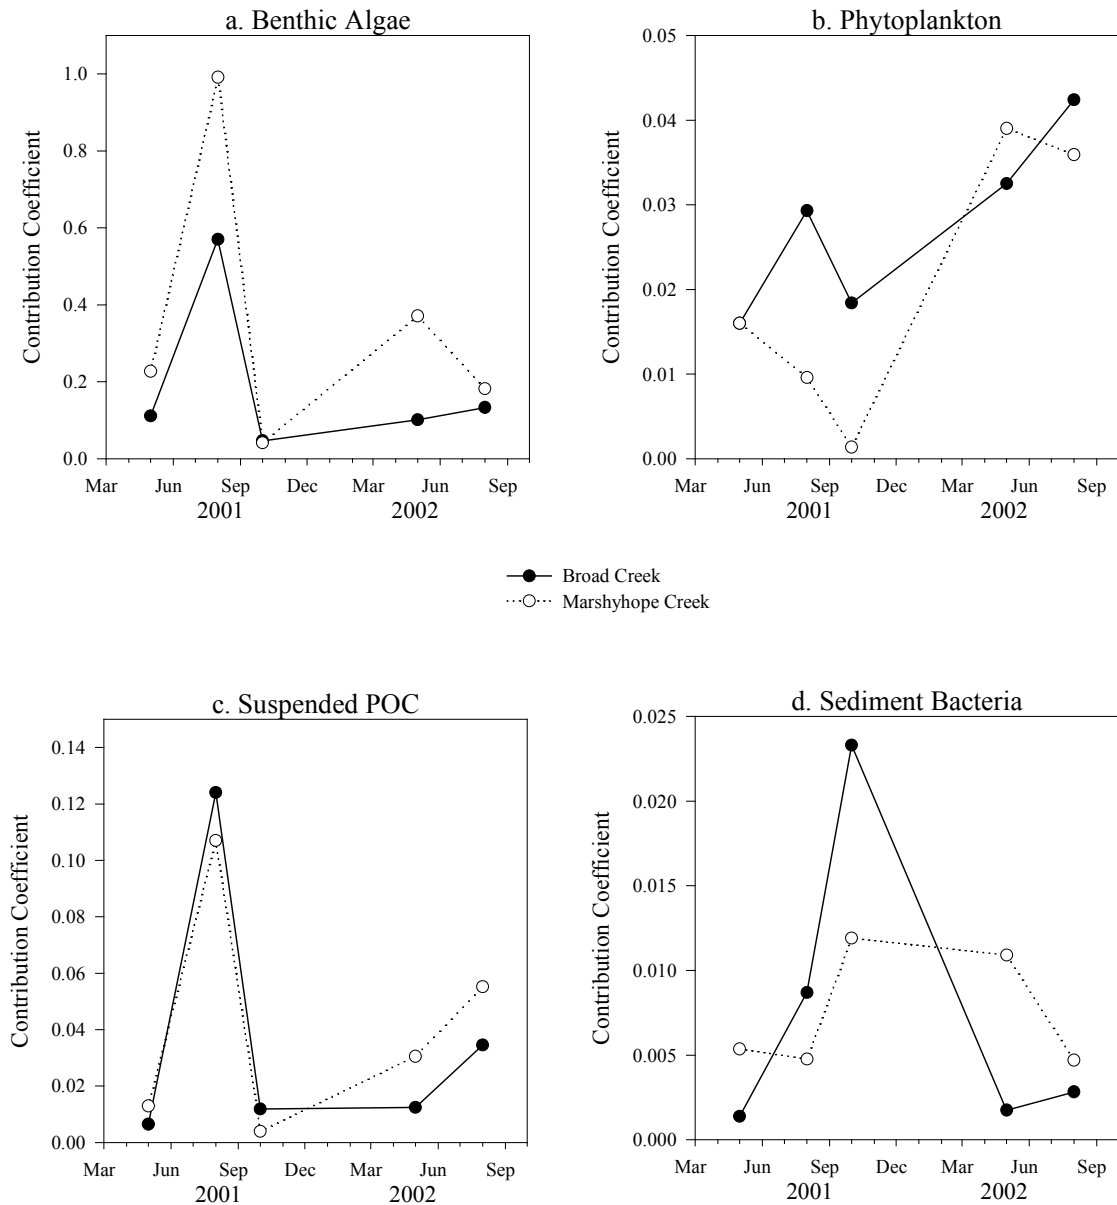 a. Benthic Algae
Contribution Coefficient
1.0
0.8
0.6
0.4
0.2
0.0
Mar Jun Sep Dec Mar Jun Sep
2001 2002
b. Phytoplankton
Contribution Coefficient
0.05
0.04
0.03
0.02
0.01
0.00
Mar Jun Sep Dec Mar Jun Sep
2001 2002
Broad Creek
Marshyhope Creek
c. Suspended POC
Contribution Coefficient
0.14
0.12
0.10
0.08
0.06
0.04
0.02
0.00
Mar Jun Sep Dec Mar Jun Sep
2001 2002
d. Sediment Bacteria
Contribution Coefficient
0.025
0.020
0.015
0.010
0.005
0.000
Mar Jun Sep Dec Mar Jun Sep
2001 2002